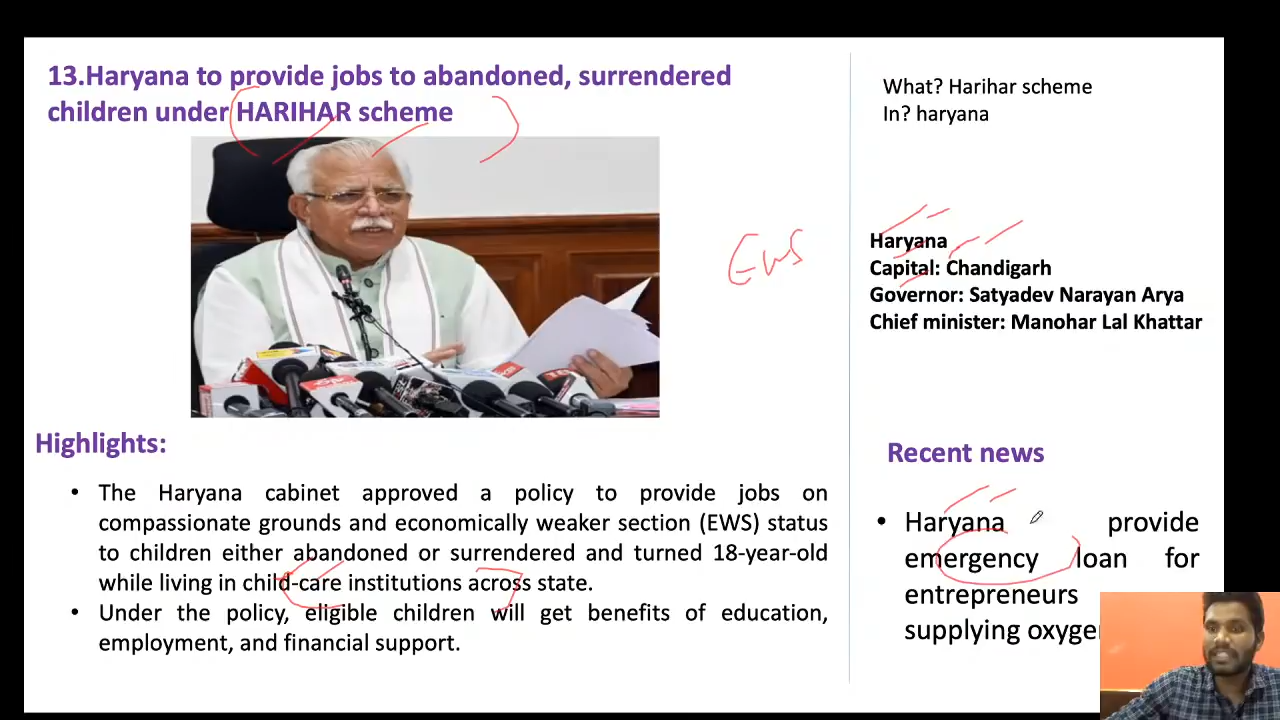 13.Haryana to provide jobs to abandoned, surrendered
children under HARIHAR scheme
EWS
Highlights:
• The Haryana cabinet approved a policy to provide jobs on
compassionate grounds and economically weaker section (EWS) status
to children either abandoned or surrendered and turned 18-year-old
while living in child-care institutions across state.
• Under the policy, eligible children will get benefits of education,
employment, and financial support.
What? Harihar scheme
In? haryana
Haryana
Capital: Chandigarh
Governor: Satyadev Narayan Arya
Chief minister: Manohar Lal Khattar
Recent news
• Haryana provide
emergency loan for
entrepreneurs
supplying